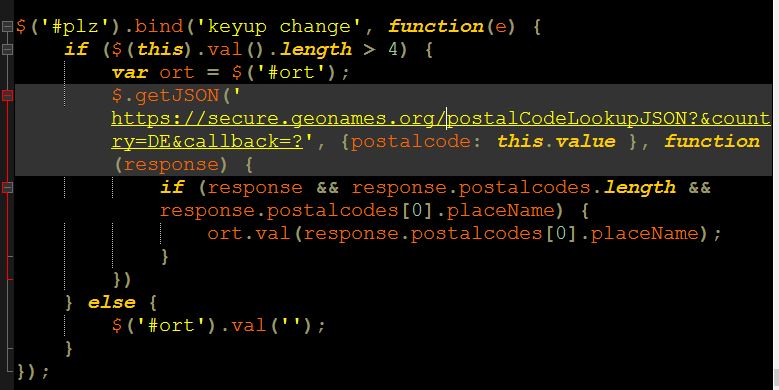 $('#plz').bind('keyup change', function(e) {
if ($(this).val().length > 4) {
var ort = $('#ort');
$.getJSON('
https://secure.geonames.org/postalCodeLookupJSON?&count
ry=DE&callback=?', {postalcode: this.value }, function
(response) {
if (response && response.postalcodes.length &&
response.postalcodes[0].placeName) {
ort.val(response.postalcodes[0].placeName);
}
})
} else {
$('#ort').val('');
}
});